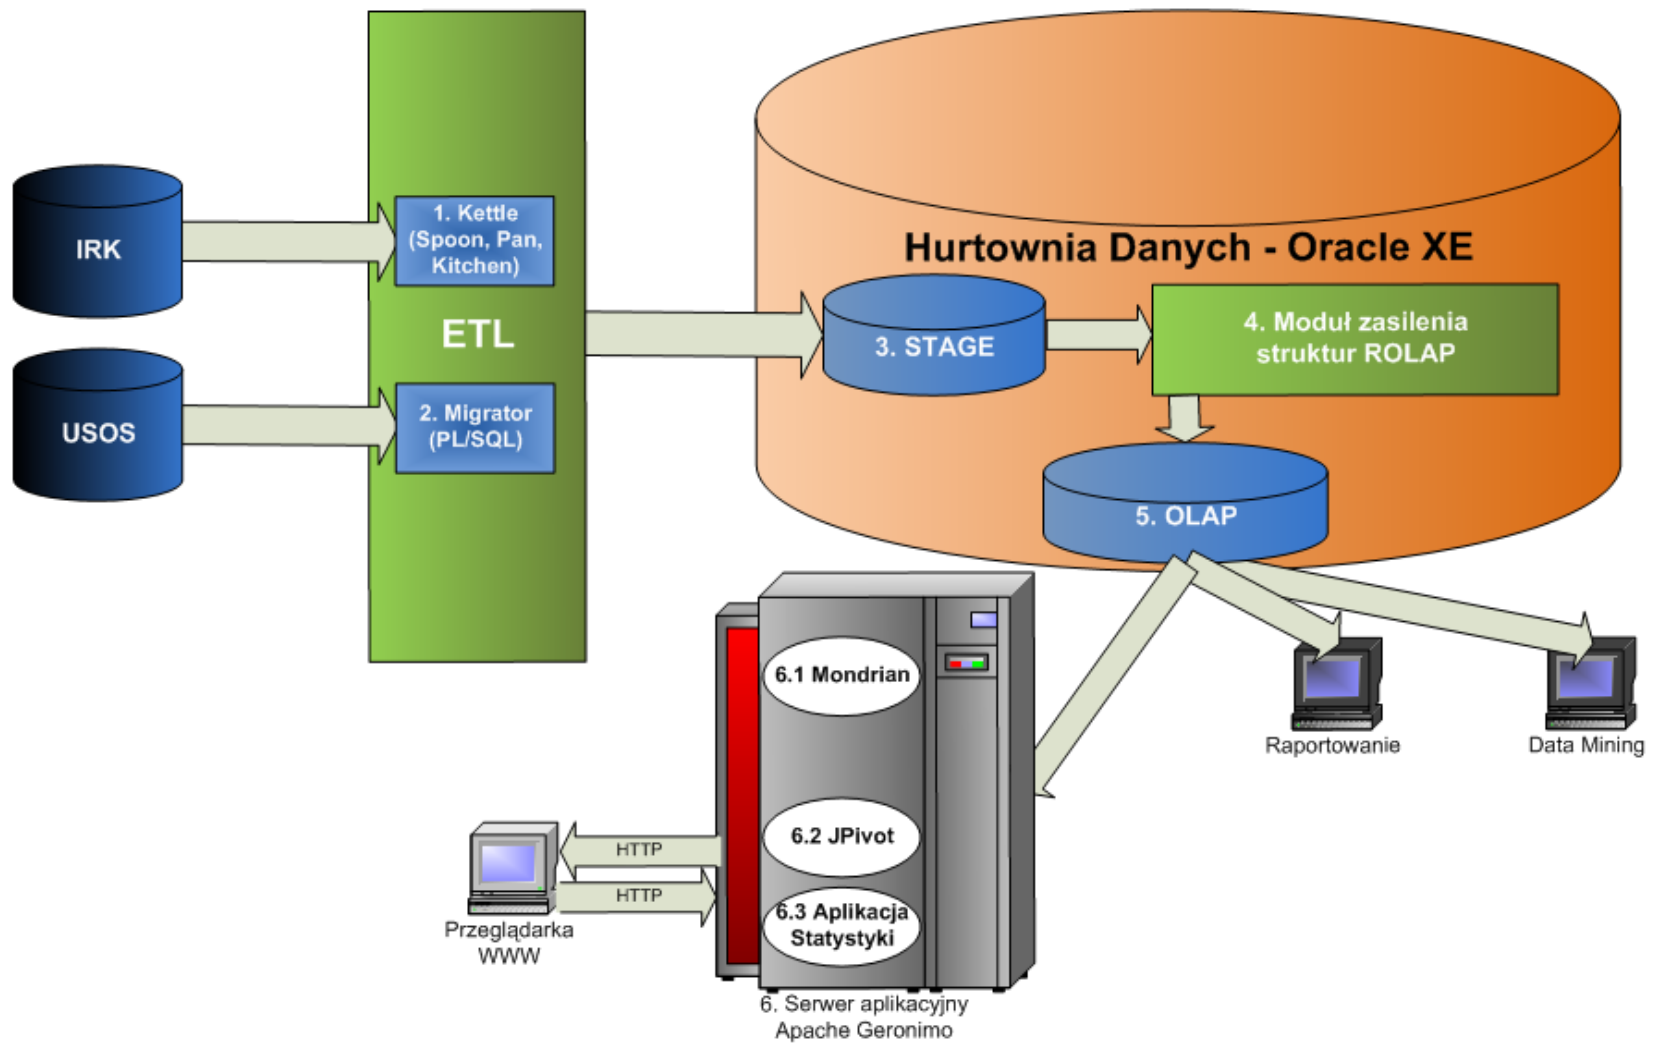 IRK
USOS
1. Kettle
(Spoon, Pan,
Kitchen)
ETL
2. Migrator
(PL/SQL)
Hurtownia Danych - Oracle XE
3. STAGE
4. Moduł zasilenia
struktur ROLAP
5. OLAP
6.1 Mondrian
6.2 JPivot
6.3 Aplikacja
Statystyki
6. Serwer aplikacyjny
Apache Geronimo
HTTP
HTTP
Przeglądarka
WWW
Raportowanie
Data Mining